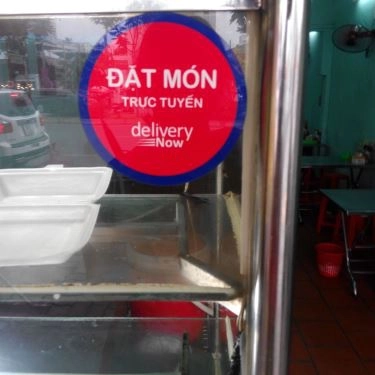 ĐẶT MÓN
TRỰC TUYẾN
delivery
Now